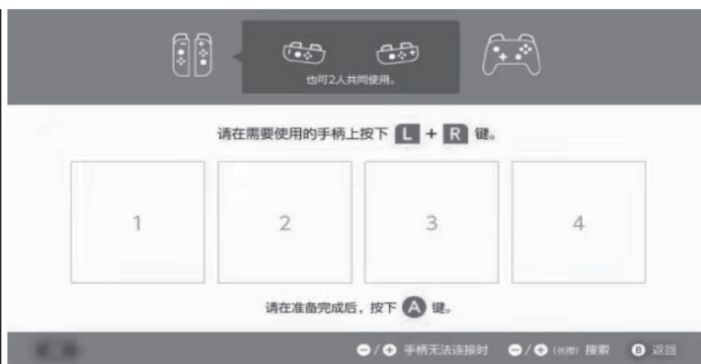 也可2人共同使用。
请在需要使用的手柄上按下 L + R 键。
1 2 3 4
请在准备完成后，按下 A 键。
-/+ 手柄无法连接时 -/+ (长按) 搜索 B 返回